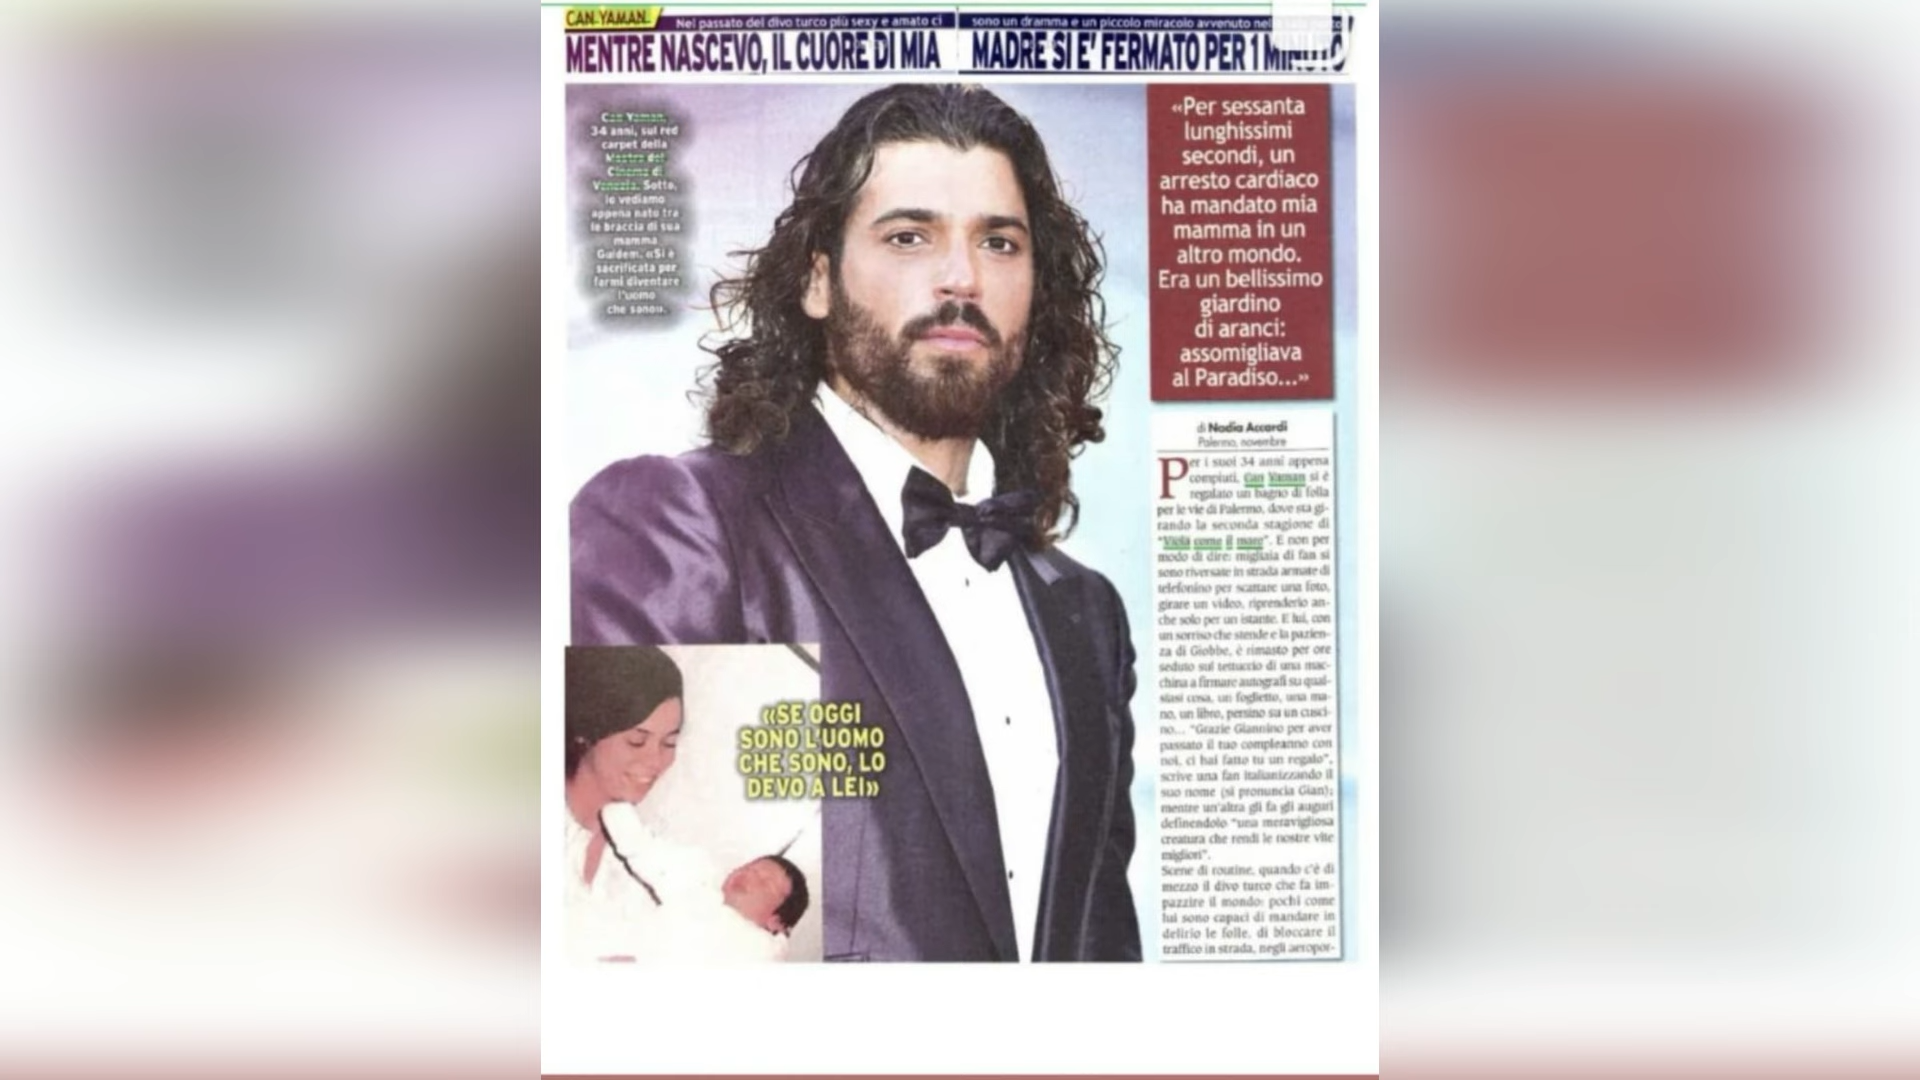 CAN YAMAN
Nel passato del divo turco più sexy e amato ci sono un dramma e un piccolo miracolo avvenuto nel
MENTRE NASCEVO, IL CUORE DI MIA MADRE SI E' FERMATO PER 1 MINUTO
Can Yaman,
34 anni, sul red
carpet della
Mostra del
Cinema di
Venezia. Sotto,
lo vediamo
appena nato tra
le braccia di sua
mamma
Guldem. «Si è
sacrificata per
farmi diventare
l'uomo
che sono».
«Per sessanta
lunghissimi
secondi, un
arresto cardiaco
ha mandato mia
mamma in un
altro mondo.
Era un bellissimo
giardino
di aranci:
assomigliava
al Paradiso...»
di Nadia Accardi
Palermo, novembre
Per i suoi 34 anni appena
compiuti, Can Yaman si è
regalato un bagno di folla
per le vie di Palermo, dove sta gi-
rando la seconda stagione di
"Viola come il mare". E non per
modo di dire: migliaia di fan si
sono riversate in strada armate di
telefonino per scattare una foto,
girare un video, riprenderlo an-
che solo per un istante. E lui, con
un sorriso che stende e la pazien-
za di Giobbe, è rimasto per ore
seduto sul tettuccio di una mac-
china a firmare autografi su qual-
siasi cosa, un foglietto, una ma-
no, un libro, persino su un cusci-
no... "Grazie Giannino per aver
passato il tuo compleanno con
noi, ci hai fatto tu un regalo",
scrive una fan italianizzando il
suo nome (si pronuncia Gian);
mentre un'altra gli fa gli auguri
definendolo "una meravigliosa
creatura che rendi le nostre vite
migliori".
Scene di routine, quando c'è di
mezzo il divo turco che fa im-
pazzire il mondo: pochi come
lui sono capaci di mandare in
delirio le folle, di bloccare il
traffico in strada, negli aeropor-
«SE OGGI
SONO L'UOMO
CHE SONO, LO
DEVO A LEI»